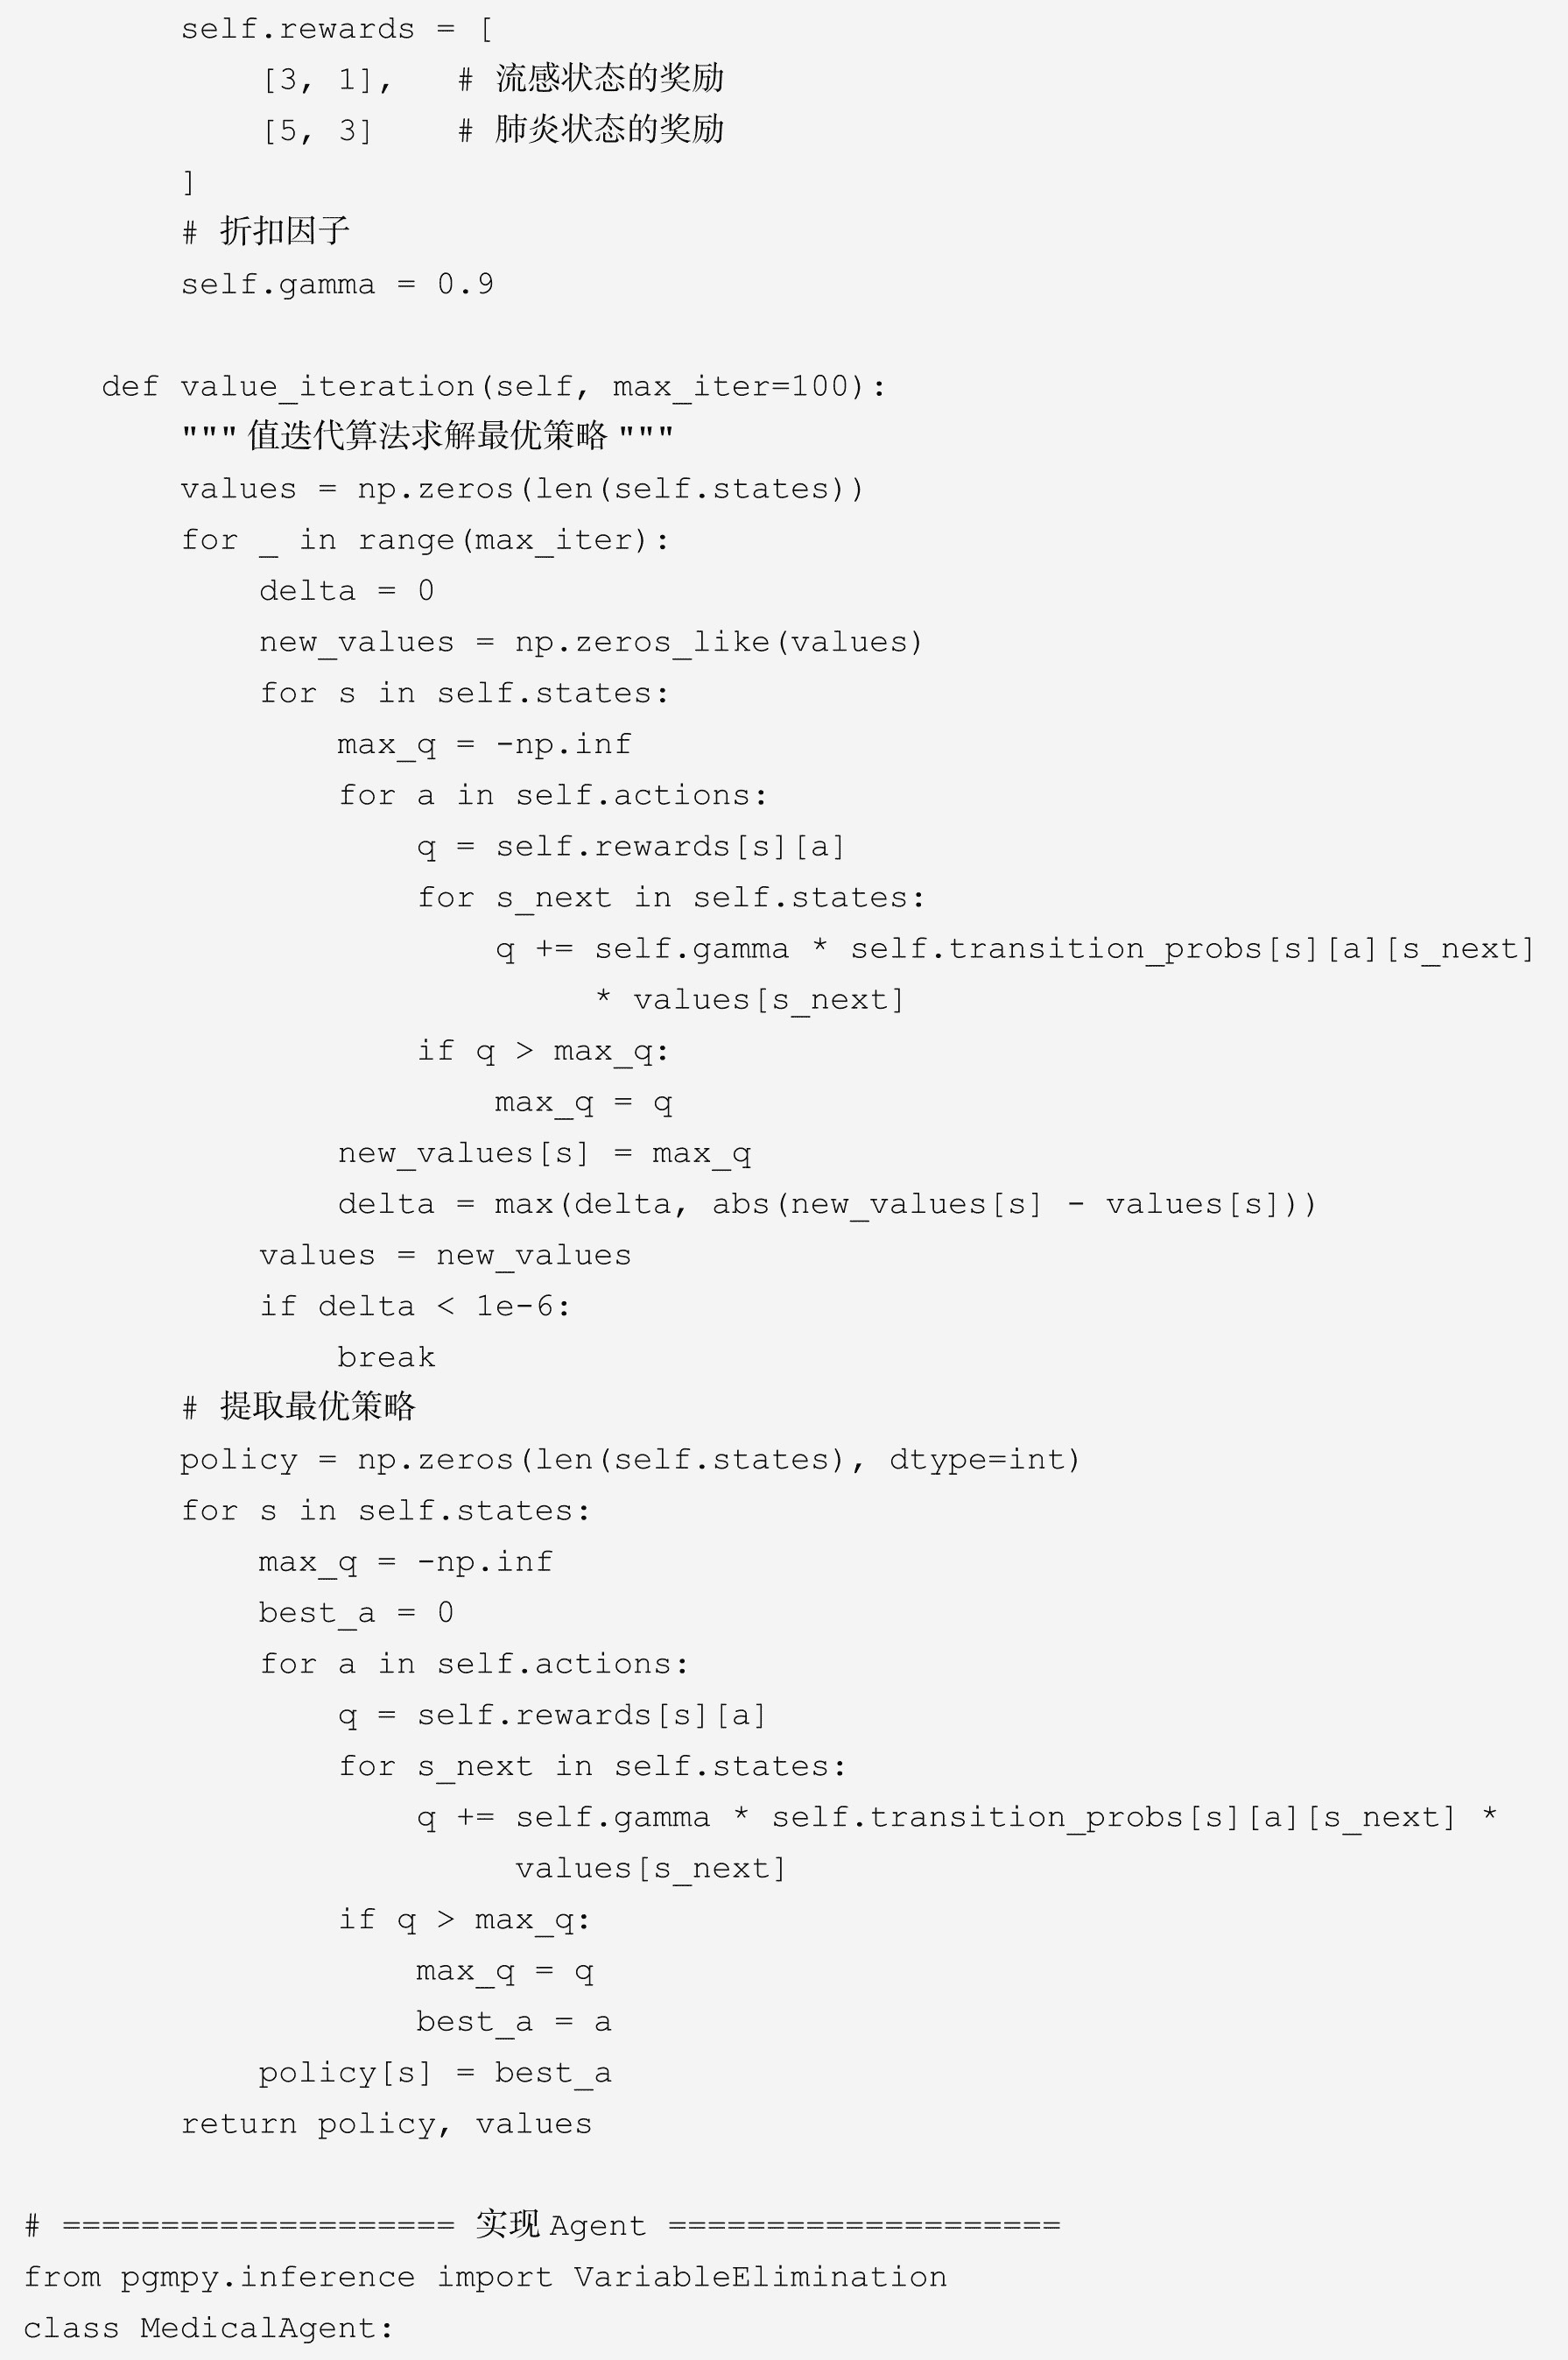 self.rewards = [
            [3, 1],   # 流感状态的奖励
            [5, 3]    # 肺炎状态的奖励
        ]
        # 折扣因子
        self.gamma = 0.9

    def value_iteration(self, max_iter=100):
        """ 值迭代算法求解最优策略 """
        values = np.zeros(len(self.states))
        for _ in range(max_iter):
            delta = 0
            new_values = np.zeros_like(values)
            for s in self.states:
                max_q = -np.inf
                for a in self.actions:
                    q = self.rewards[s][a]
                    for s_next in self.states:
                        q += self.gamma * self.transition_probs[s][a][s_next]
                             * values[s_next]
                    if q > max_q:
                        max_q = q
                new_values[s] = max_q
                delta = max(delta, abs(new_values[s] - values[s]))
            values = new_values
            if delta < 1e-6:
                break
        # 提取最优策略
        policy = np.zeros(len(self.states), dtype=int)
        for s in self.states:
            max_q = -np.inf
            best_a = 0
            for a in self.actions:
                q = self.rewards[s][a]
                for s_next in self.states:
                    q += self.gamma * self.transition_probs[s][a][s_next] *
                         values[s_next]
                if q > max_q:
                    max_q = q
                    best_a = a
            policy[s] = best_a
        return policy, values

# ==================== 实现 Agent ====================
from pgmpy.inference import VariableElimination
class MedicalAgent: